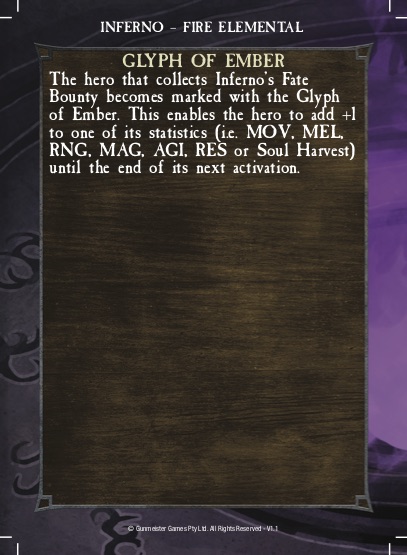 INFERNO – FIRE ELEMENTAL
GLYPH OF EMBER
The hero that collects Inferno's Fate
Bounty becomes marked with the Glyph
of Ember. This enables the hero to add +1
to one of its statistics (i.e. MOV, MEL,
RNG, MAG, AGI, RES or Soul Harvest)
until the end of its next activation.
© Gunmeister Games Pty Ltd. All Rights Reserved - V1.1